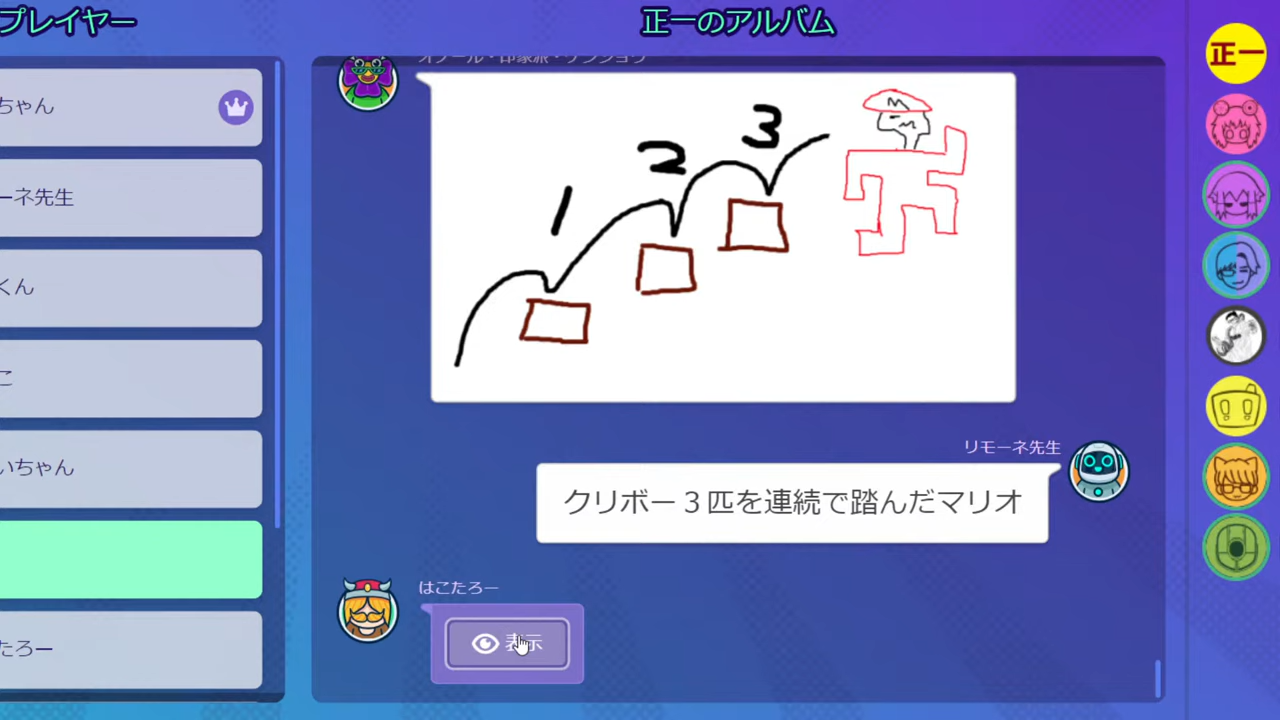 プレイヤー
正一のアルバム
正一
ちゃん
ーネ先生
くん
こ
いちゃん
たろー
1
2
3
リモーネ先生
クリボー3匹を連続で踏んだマリオ
はこたろー
表示